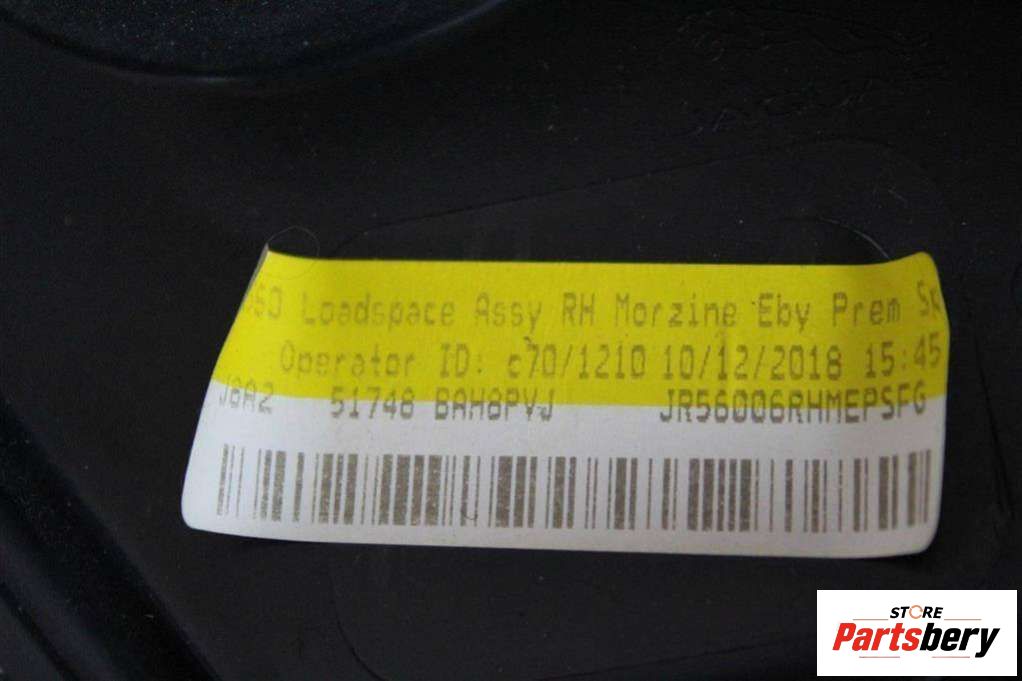 Loadspace Assy RH Morzine Eby Prem
Operator ID: c70/1210 10/12/2018 15:45
J8A2 51748 BAH8PVJ JR56006RHMEPSFG
STORE
Partsbery